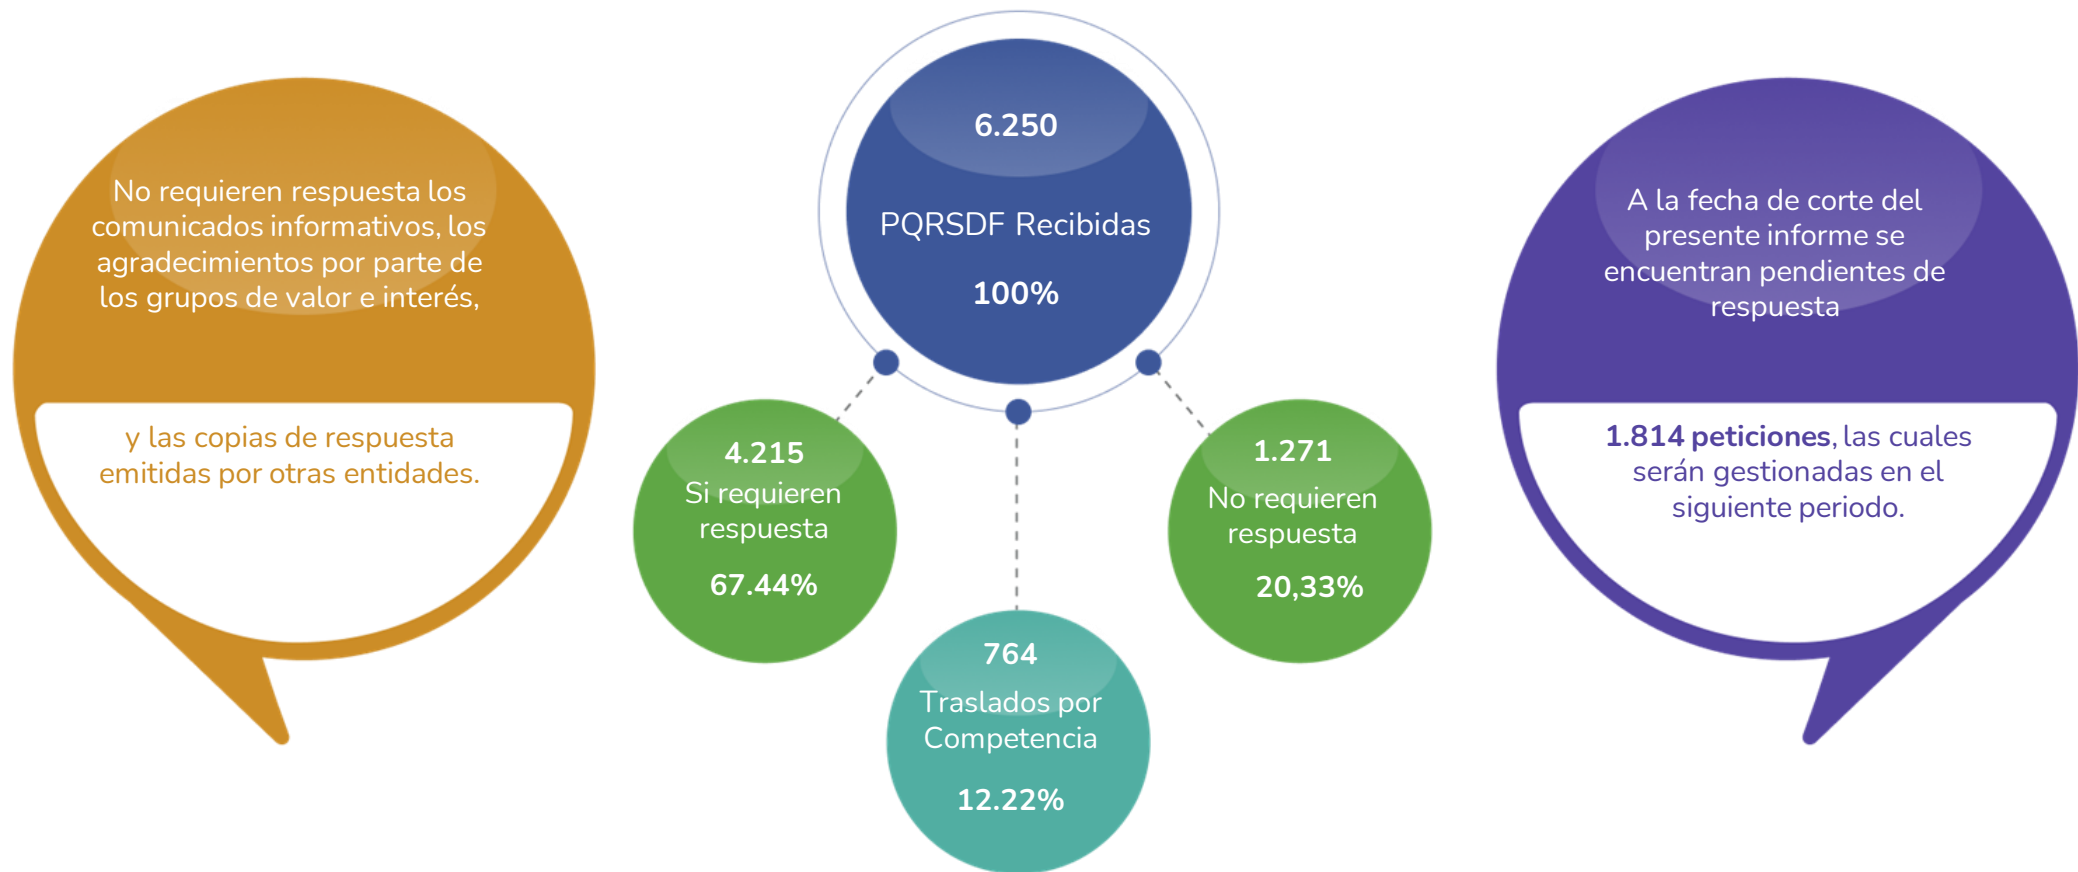 No requieren respuesta los
comunicados informativos, los
agradecimientos por parte de
los grupos de valor e interés,
y las copias de respuesta
emitidas por otras entidades.
6.250
PQRSDF Recibidas
100%
4.215
Si requieren
respuesta
67.44%
764
Traslados por
Competencia
12.22%
1.271
No requieren
respuesta
20,33%
A la fecha de corte del
presente informe se
encuentran pendientes de
respuesta
1.814 peticiones, las cuales
serán gestionadas en el
siguiente periodo.